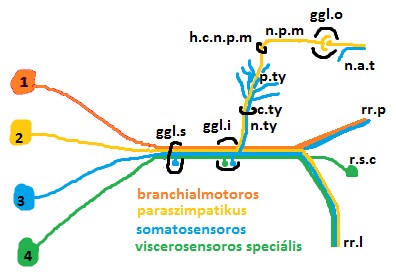 ggl.o
n.p.m
h.c.n.p.m
n.a.t
p.ty
1
c.ty
ggl.s
ggl.i
n.ty
rr.p
2
r.s.c
3
branchialmotoros
paraszimpatikus
somatosensoros
viscerosensoros speciális
4
rr.l